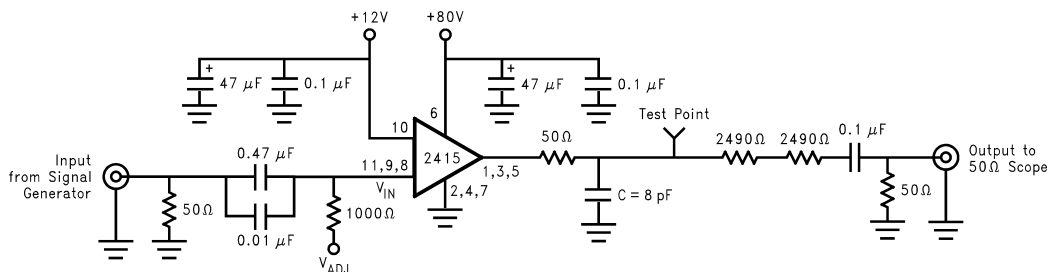 +12V
+80V
+
47 μF
0.1 μF
+
47 μF
0.1 μF
6
10
2415
11,9,8
V_IN
1,3,5
2,4,7
50Ω
Test Point
2490Ω
2490Ω
0.1 μF
Output to
50Ω Scope
50Ω
C = 8 pF
Input
from Signal
Generator
0.47 μF
50Ω
0.01 μF
1000Ω
V_ADJ